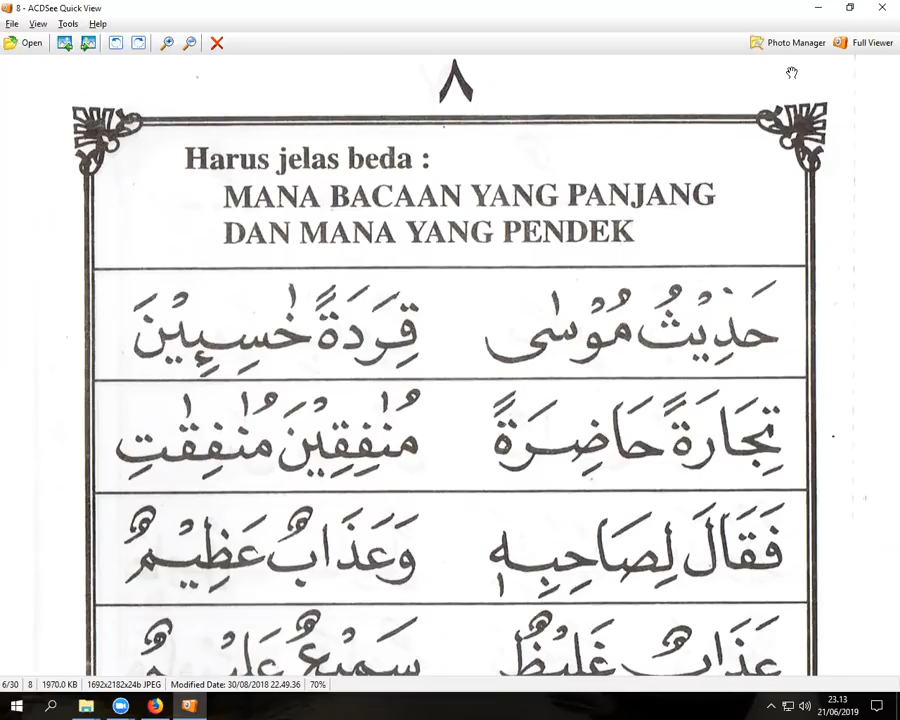 8 - ACDSee Quick View
File View Tools Help
Open Photo Manager Full Viewer
٨
Harus jelas beda :
MANA BACAAN YANG PANJANG
DAN MANA YANG PENDEK
حَدِيْثُ مُوْسٰى قِرَدَةً خٰسِـِٕيْنَ
تِجَارَةً حَاضِرَةً مُنٰفِقِيْنَ مُنٰفِقٰتِ
فَقَالَ لِصَاحِبِهٖ وَعَذَابٌ عَظِيْمٌ
عَذَابٌ غَلِيْظٌ سَمِيْعٌ عَلِيْمٌ
6/30 8 1970.0 KB 1692x2182x24b JPEG Modified Date: 30/08/2018 22.49.36 70%
23.13
21/06/2019